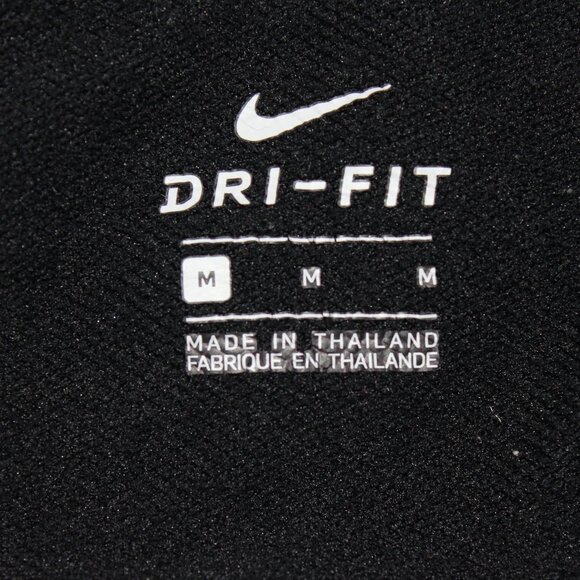 DRI-FIT
M M M
MADE IN THAILAND
FABRIQUE EN THAILANDE